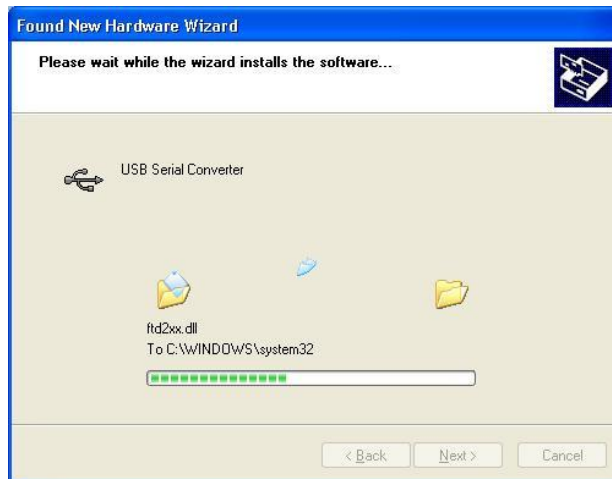 Found New Hardware Wizard
Please wait while the wizard installs the software...
USB Serial Converter
ftd2xx.dll
To C:\WINDOWS\system32
< Back Next > Cancel